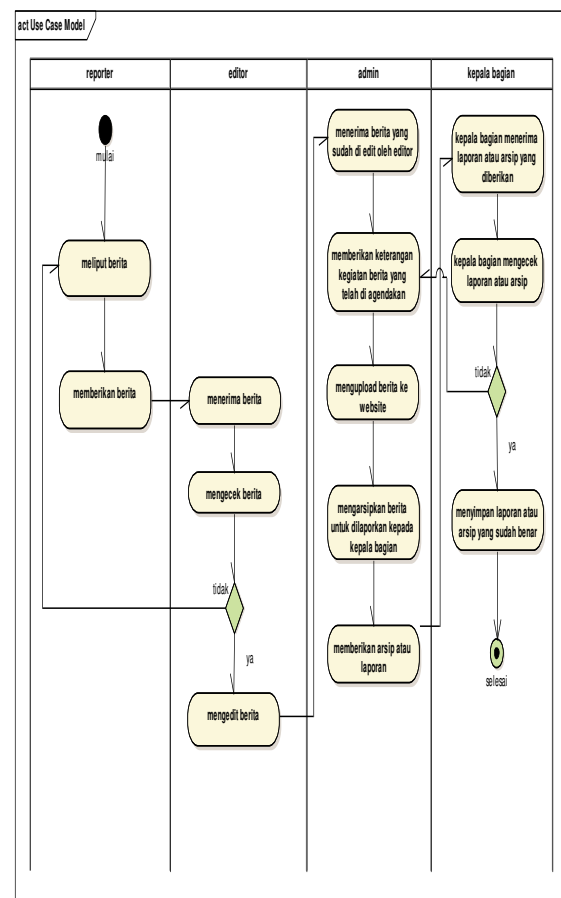 act Use Case Model
reporter
editor
admin
kepala bagian
mulai
meliput berita
memberikan berita
menerima berita
mengecek berita
tidak
ya
mengedit berita
menerima berita yang
sudah di edit oleh editor
memberikan keterangan
kegiatan berita yang
telah di agendakan
mengupload berita ke
website
mengarsipkan berita
untuk dilaporkan kepada
kepala bagian
memberikan arsip atau
laporan
kepala bagian menerima
laporan atau arsip yang
diberikan
kepala bagian mengecek
laporan atau arsip
tidak
ya
menyimpan laporan atau
arsip yang sudah benar
selesai